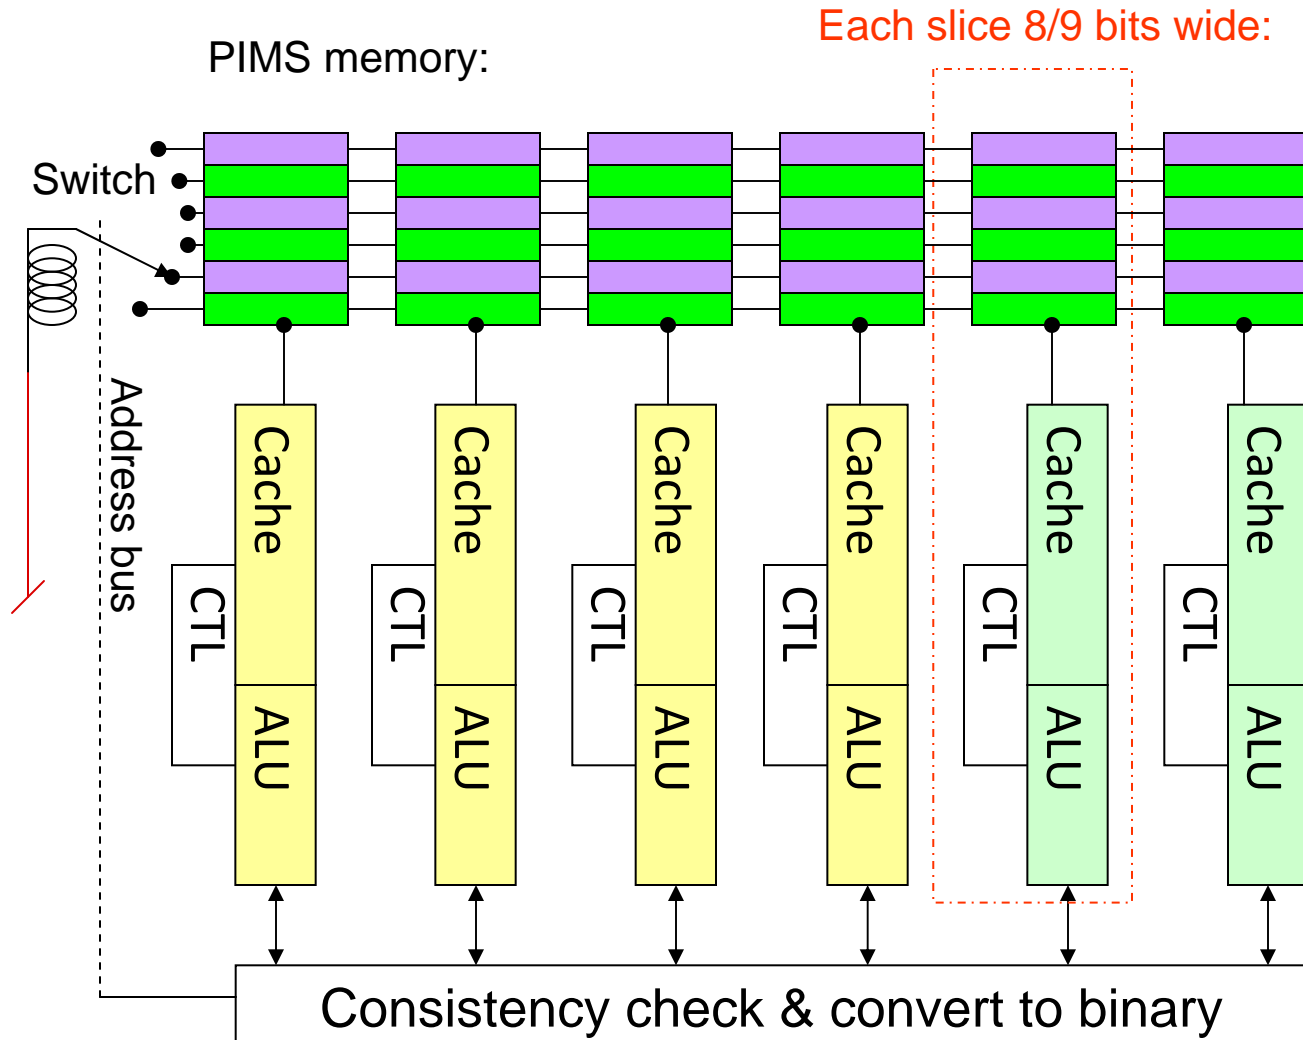 Each slice 8/9 bits wide:
PIMS memory:
Switch
Address bus
Cache
Cache
Cache
Cache
Cache
Cache
CTL
CTL
CTL
CTL
CTL
CTL
ALU
ALU
ALU
ALU
ALU
ALU
Consistency check & convert to binary